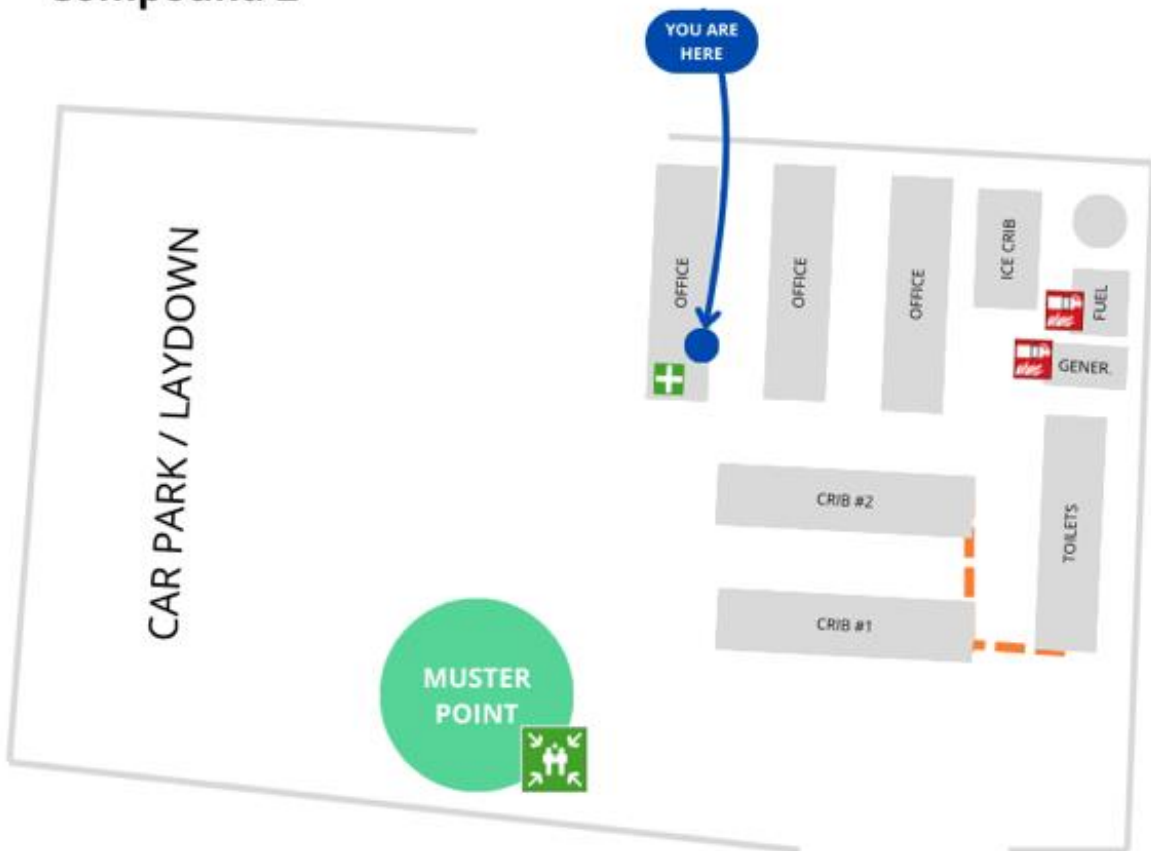 YOU ARE
HERE
CAR PARK / LAYDOWN
OFFICE
OFFICE
OFFICE
ICE CRIB
FUEL
GENER.
CRIB #2
TOILETS
CRIB #1
MUSTER
POINT